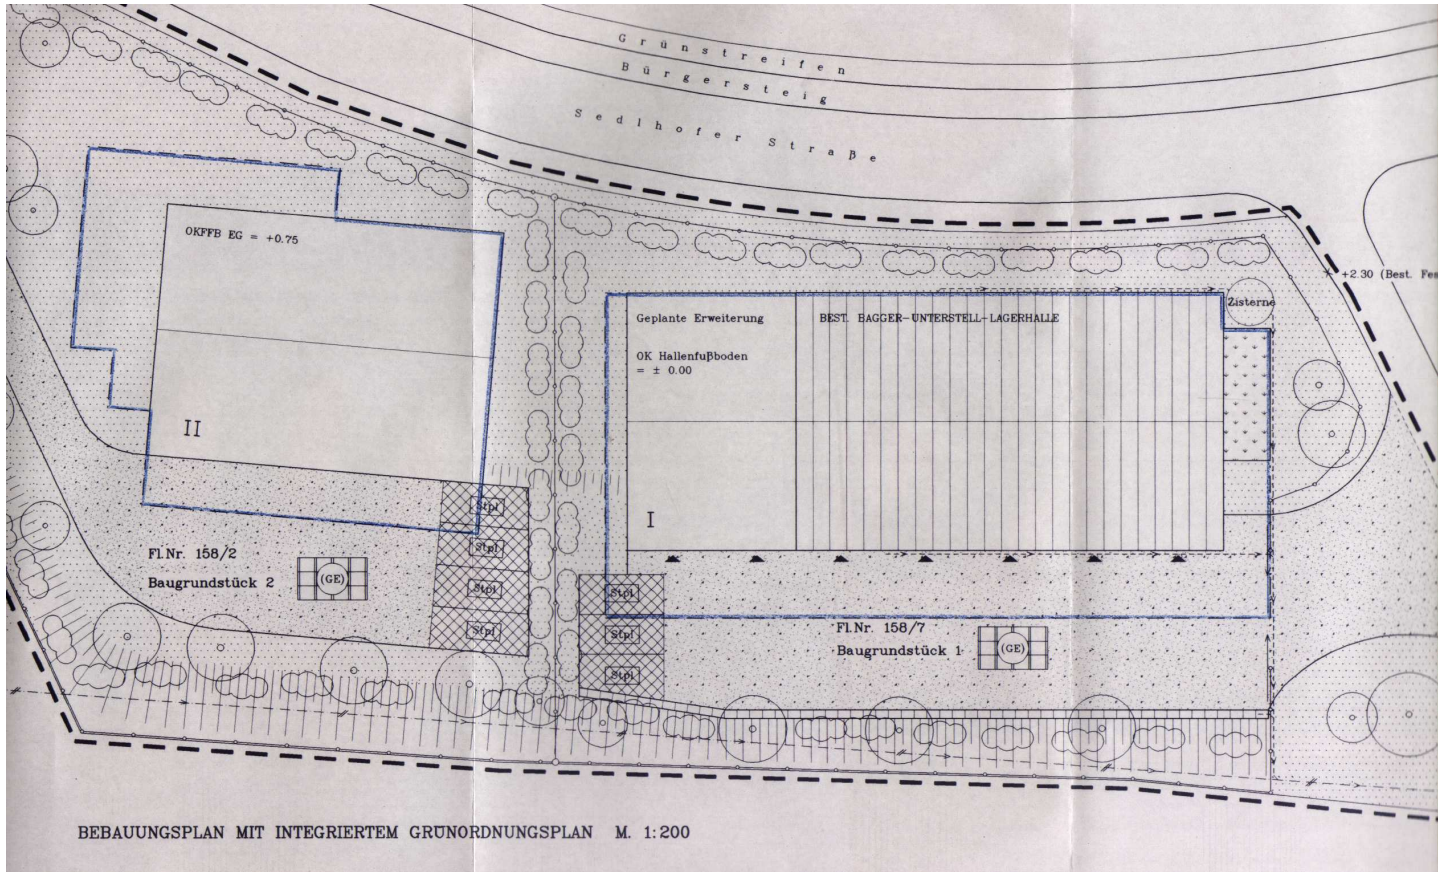 Grünstreifen
Bürgersteig
Sedlhofer Straße
OKFFB EG = +0.75
II
Geplante Erweiterung
OK Hallenfußboden
= ± 0.00
BEST. BAGGER-UNTERSTELL-LAGERHALLE
Zisterne
+2.30 (Best. Fes
I
Stpl
Stpl
Stpl
Stpl
Fl.Nr. 158/2
Baugrundstück 2
(GE)
Stpl
Stpl
Stpl
Fl.Nr. 158/7
Baugrundstück 1
(GE)
BEBAUUNGSPLAN MIT INTEGRIERTEM GRÜNORDNUNGSPLAN M. 1:200